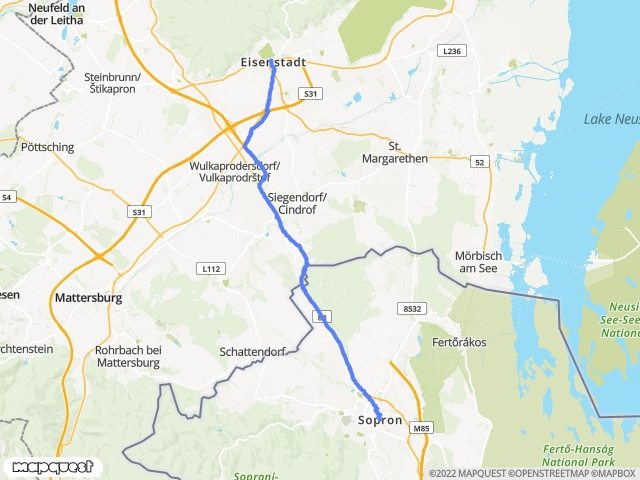 Neufeld an
der Leitha
Eisenstadt
L236
Steinbrunn/
Štikapron
S31
Lake Neus
Pöttsching
St.
Margarethen
52
Wulkaprodersdorf/
Vulkaprodrštof
S4
Siegendorf/
Cindrof
S31
Mörbisch
am See
L112
esen
Mattersburg
8532
Neusi
See-See
Nationa
84
Fertőrákos
chtenstein
Rohrbach bei
Mattersburg
Schattendorf
Sopron
M85
Fertő-Hanság
National Park
Soproni-
mapquest
©2022 MAPQUEST ©OPENSTREETMAP ©MAPBOX